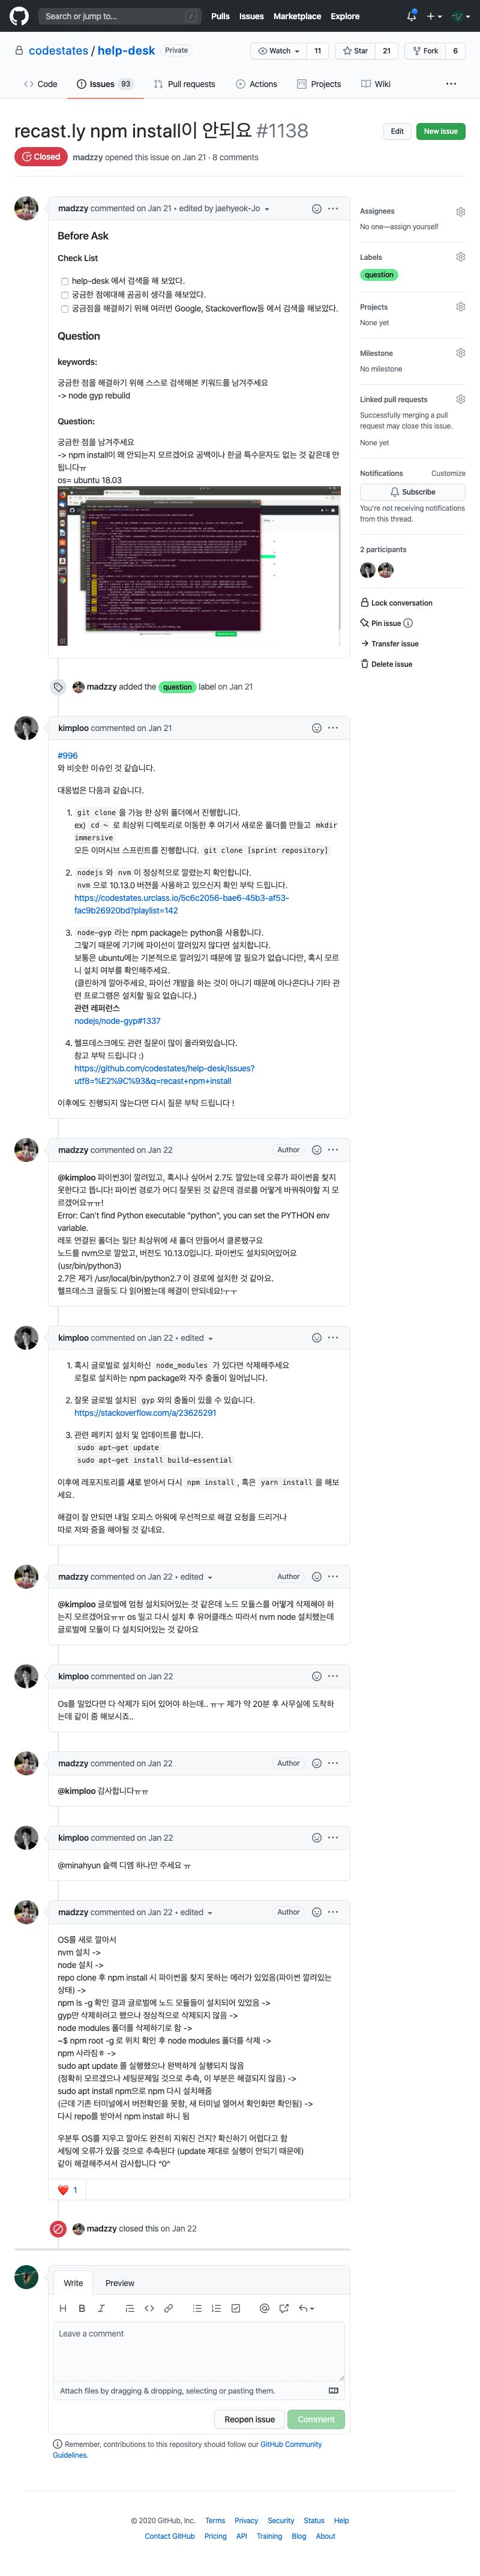 Search or jump to...
/
Pulls
Issues
Marketplace
Explore
codestates / help-desk
Private
Watch
11
Star
21
Fork
6
Code
Issues 93
Pull requests
Actions
Projects
Wiki
recast.ly npm install이 안되요 #1138
Edit
New issue
Closed
madzzy opened this issue on Jan 21 · 8 comments
madzzy commented on Jan 21 • edited by jaehyeok-Jo
Before Ask
Check List
help-desk 에서 검색을 해 보았다.
궁금한 점에대해 곰곰히 생각을 해보았다.
궁금점을 해결하기 위해 여러번 Google, Stackoverflow등 에서 검색을 해보았다.
Question
keywords:
궁금한 점을 해결하기 위해 스스로 검색해본 키워드를 남겨주세요
-> node gyp rebuild
Question:
궁금한 점을 남겨주세요
-> npm install이 왜 안되는지 모르겠어요 공백이나 한글 특수문자도 없는 것 같은데 안
됩니다ㅠ
os= ubuntu 18.03
Assignees
No one—assign yourself
Labels
question
Projects
None yet
Milestone
No milestone
Linked pull requests
Successfully merging a pull
request may close this issue.
None yet
Notifications
Customize
Subscribe
You're not receiving notifications
from this thread.
2 participants
Lock conversation
Pin issue
Transfer issue
Delete issue
madzzy added the question label on Jan 21
kimploo commented on Jan 21
#996
와 비슷한 이슈인 것 같습니다.
대응법은 다음과 같습니다.
1. git clone 을 가능 한 상위 폴더에서 진행합니다.
ex) cd ~ 로 최상위 디렉토리로 이동한 후 여기서 새로운 폴더를 만들고 mkdir
immersive
모든 이머시브 스프린트를 진행합니다. git clone [sprint repository]
2. nodejs 와 nvm 이 정상적으로 깔렸는지 확인합니다.
nvm 으로 10.13.0 버전을 사용하고 있으신지 확인 부탁 드립니다.
https://codestates.urclass.io/5c6c2056-bae6-45b3-af53-
fac9b26920bd?playlist=142
3. node-gyp 라는 npm package는 python을 사용합니다.
그렇기 때문에 기기에 파이선이 깔려있지 않다면 설치합니다.
보통은 ubuntu에는 기본적으로 깔려있기 때문에 깔 필요가 없습니다만, 혹시 모르
니 설치 여부를 확인해주세요.
(클린하게 깔아주세요, 파이선 개발을 하는 것이 아니기 때문에 아나콘다나 기타 관
련 프로그램은 설치할 필요 없습니다.)
관련 레퍼런스
nodejs/node-gyp#1337
4. 헬프데스크에도 관련 질문이 많이 올라와있습니다.
참고 부탁 드립니다 :)
https://github.com/codestates/help-desk/issues?
utf8=%E2%9C%93&q=recast+npm+install
이후에도 진행되지 않는다면 다시 질문 부탁 드립니다 !
madzzy commented on Jan 22
Author
@kimploo 파이썬3이 깔려있고, 혹시나 싶어서 2.7도 깔았는데 오류가 파이썬을 찾지
못한다고 뜹니다! 파이썬 경로가 어디 잘못된 것 같은데 경로를 어떻게 바꿔줘야할 지 모
르겠어요ㅠㅠ!
Error: Can't find Python executable "python", you can set the PYTHON env
variable.
레포 연결된 폴더는 일단 최상위에 새 폴더 만들어서 클론했구요
노드를 nvm으로 깔았고, 버전도 10.13.0입니다. 파이썬도 설치되어있어요
(usr/bin/python3)
2.7은 제가 /usr/local/bin/python2.7 이 경로에 설치한 것 같아요.
헬프데스크 글들도 다 읽어봤는데 해결이 안되네요!ㅜㅜ
kimploo commented on Jan 22 • edited
1. 혹시 글로벌로 설치하신 node_modules 가 있다면 삭제해주세요
로컬로 설치하는 npm package와 자주 충돌이 일어납니다.
2. 잘못 글로벌 설치된 gyp 와의 충돌이 있을 수 있습니다.
https://stackoverflow.com/a/23625291
3. 관련 페키지 설치 및 업데이트를 합니다.
sudo apt-get update
sudo apt-get install build-essential
이후에 레포지토리를 새로 받아서 다시 npm install , 혹은 yarn install 을 해보
세요.
해결이 잘 안되면 내일 오피스 아워에 우선적으로 해결 요청을 드리거나
따로 저와 줌을 해야될 것 같네요.
madzzy commented on Jan 22 • edited
Author
@kimploo 글로벌에 엄청 설치되어있는 것 같은데 노드 모듈스를 어떻게 삭제해야 하
는지 모르겠어요ㅠㅠ os 밀고 다시 설치 후 유어클래스 따라서 nvm node 설치했는데
글로벌에 모듈이 다 설치되어있는 것 같아요
kimploo commented on Jan 22
Os를 밀었다면 다 삭제가 되어 있어야 하는데.. ㅠㅜ 제가 약 20분 후 사무실에 도착하
는데 같이 줌 해보시죠..
madzzy commented on Jan 22
Author
@kimploo 감사합니다ㅠㅠ
kimploo commented on Jan 22
@minahyun 슬렉 디엠 하나만 주세요 ㅠ
madzzy commented on Jan 22 • edited
Author
OS를 새로 깔아서
nvm 설치 ->
node 설치 ->
repo clone 후 npm install 시 파이썬을 찾지 못하는 에러가 있었음(파이썬 깔려있는
상태) ->
npm ls -g 확인 결과 글로벌에 노드 모듈들이 설치되어 있었음 ->
gyp만 삭제하려고 했으나 정상적으로 삭제되지 않음 ->
node modules 폴더를 삭제하기로 함 ->
~$ npm root -g 로 위치 확인 후 node modules 폴더를 삭제 ->
npm 사라짐ㅎ ->
sudo apt update 를 실행했으나 완벽하게 실행되지 않음
(정확히 모르겠으나 세팅문제일 것으로 추측, 이 부분은 해결되지 않음) ->
sudo apt install npm으로 npm 다시 설치해줌
(근데 기존 터미널에서 버전확인을 못함, 새 터미널 열어서 확인화면 확인됨) ->
다시 repo를 받아서 npm install 하니 됨
우분투 OS를 지우고 깔아도 완전히 지워진 건지? 확신하기 어렵다고 함
세팅에 오류가 있을 것으로 추측된다 (update 제대로 실행이 안되기 때문에)
같이 해결해주셔서 감사합니다 ^0^
1
madzzy closed this on Jan 22
Write
Preview
Leave a comment
Attach files by dragging & dropping, selecting or pasting them.
Reopen issue
Comment
Remember, contributions to this repository should follow our GitHub Community
Guidelines.
© 2020 GitHub, Inc.
Terms
Privacy
Security
Status
Help
Contact GitHub
Pricing
API
Training
Blog
About